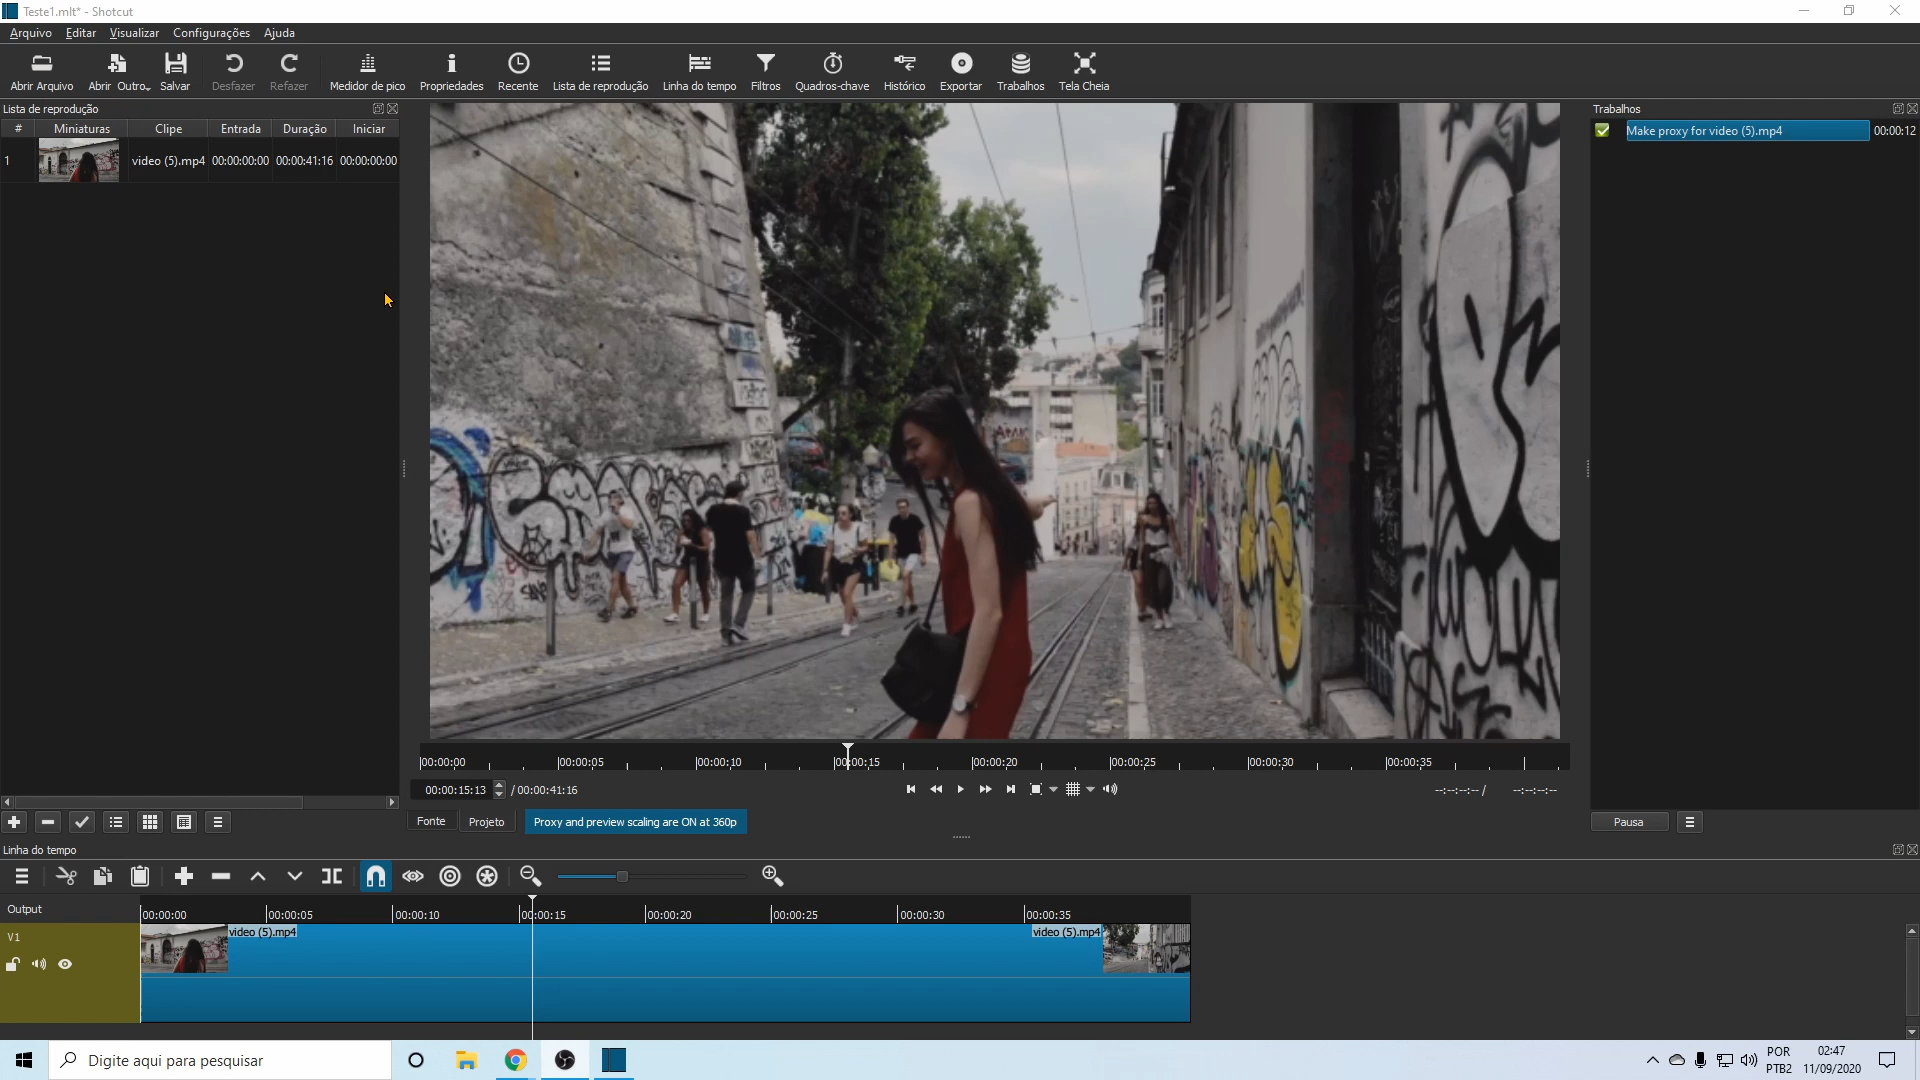 Teste1.mlt* - Shotcut
Arquivo Editar Visualizar Configurações Ajuda
Abrir Arquivo Abrir Outro... Salvar Desfazer Refazer Medidor de pico Propriedades Recente Lista de reprodução Linha do tempo Filtros Quadros-chave Histórico Exportar Trabalhos Tela Cheia
Lista de reprodução
# Miniaturas Clipe Entrada Duração Iniciar
1 video (5).mp4 00:00:00:00 00:00:41:16 00:00:00:00
Trabalhos
Make proxy for video (5).mp4 00:00:12
00:00:00 00:00:05 00:00:10 00:00:15 00:00:20 00:00:25 00:00:30 00:00:35
00:00:15:13 / 00:00:41:16 --:--:--:-- / --:--:--:--
Fonte Projeto Proxy and preview scaling are ON at 360p
Pausa
Linha do tempo
Output
00:00:00 00:00:05 00:00:10 00:00:15 00:00:20 00:00:25 00:00:30 00:00:35
V1
video (5).mp4 video (5).mp4
Digite aqui para pesquisar
POR
PTB2
02:47
11/09/2020